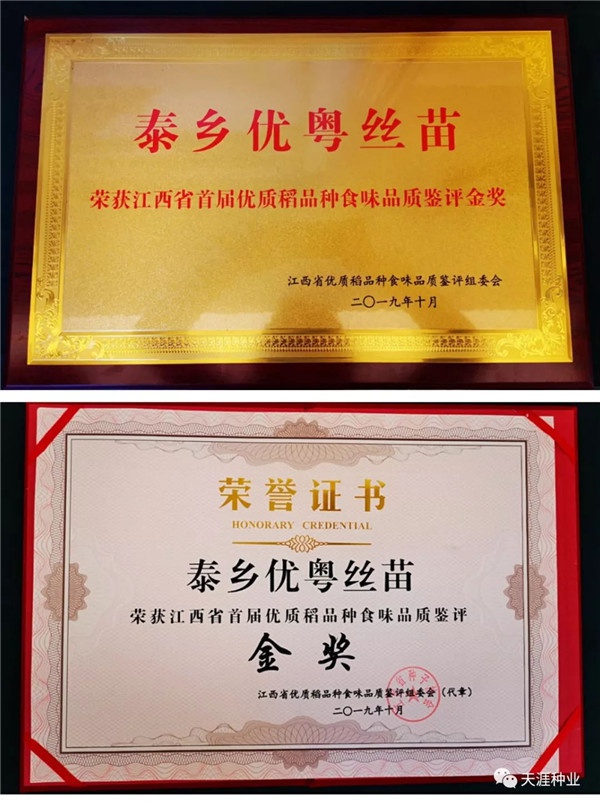 泰乡优粤丝苗
荣获江西省首届优质稻品种食味品质鉴评金奖
江西省优质稻品种食味品质鉴评组委会
二〇一九年十月
荣誉证书
HONORARY CREDENTIAL
泰乡优粤丝苗
荣获江西省首届优质稻品种食味品质鉴评
金奖
江西省优质稻品种食味品质鉴评组委会（代章）
二〇一九年十月
天涯种业